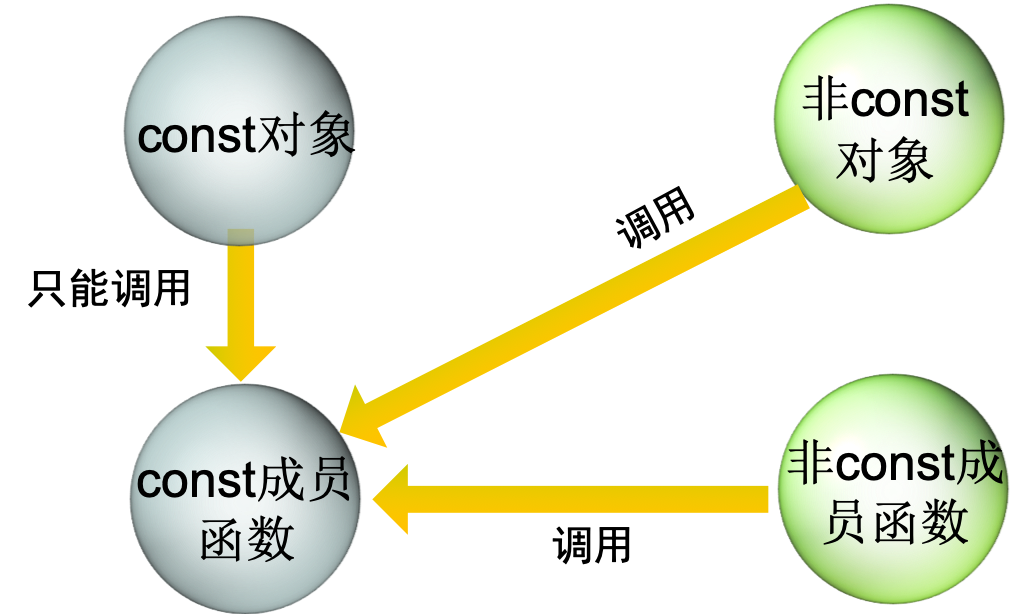 const对象
非const
对象
调用
只能调用
const成员
函数
非const成
员函数
调用